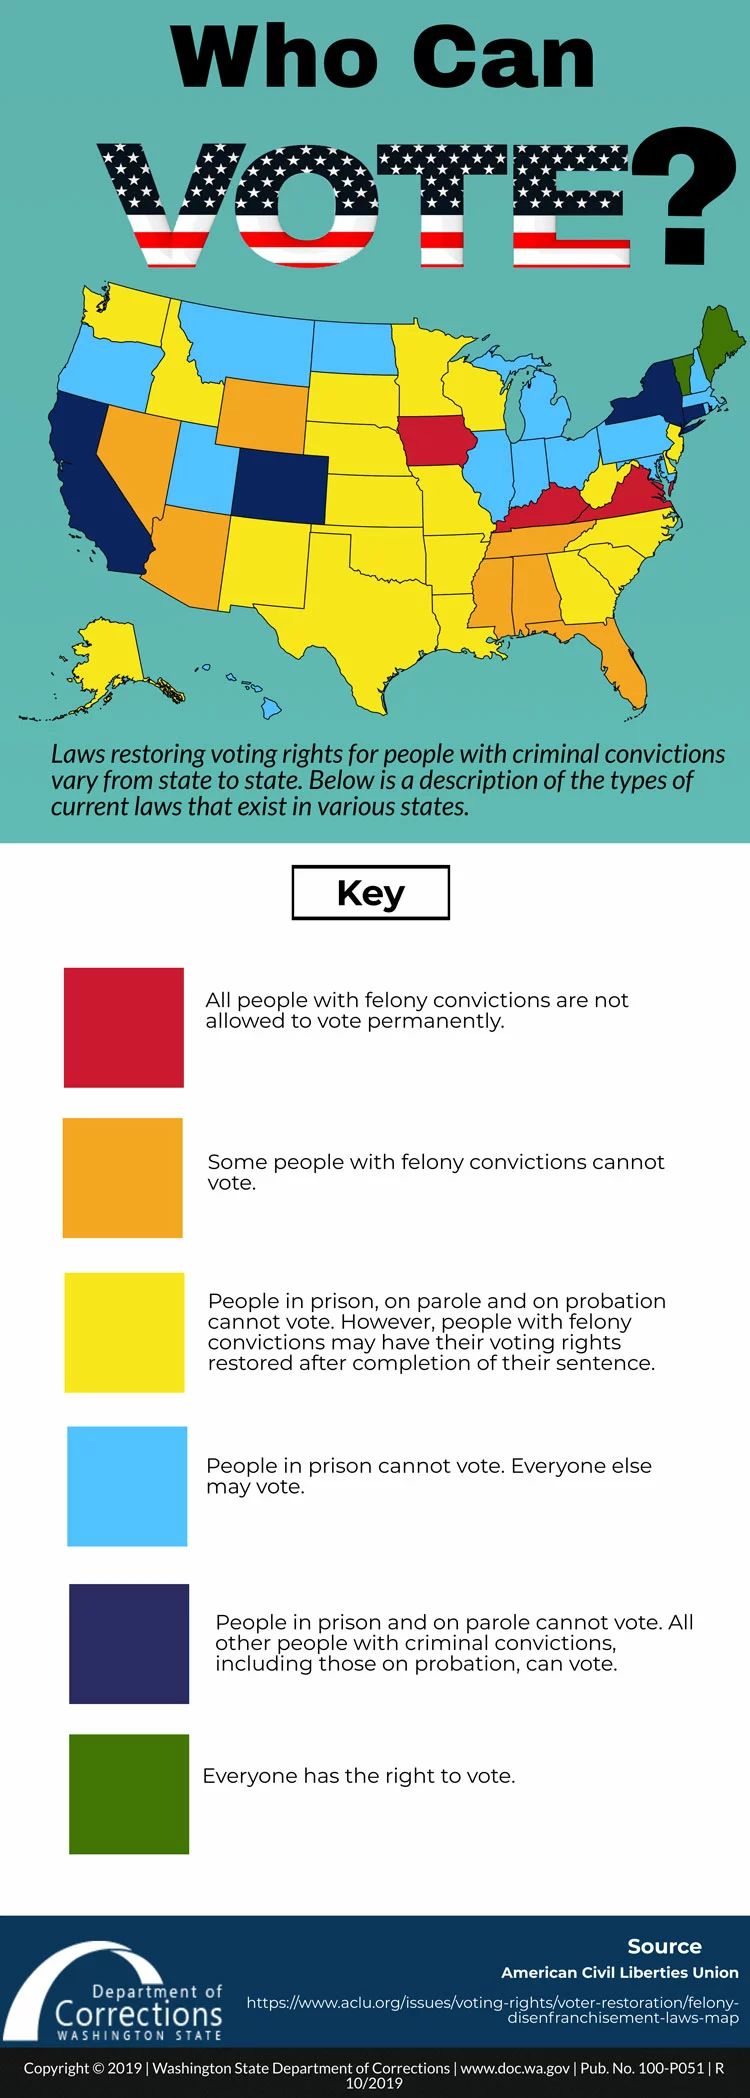 Who Can
VOTE?
Laws restoring voting rights for people with criminal convictions
vary from state to state. Below is a description of the types of
current laws that exist in various states.
Key
All people with felony convictions are not
allowed to vote permanently.
Some people with felony convictions cannot
vote.
People in prison, on parole and on probation
cannot vote. However, people with felony
convictions may have their voting rights
restored after completion of their sentence.
People in prison cannot vote. Everyone else
may vote.
People in prison and on parole cannot vote. All
other people with criminal convictions,
including those on probation, can vote.
Everyone has the right to vote.
Department of
Corrections
WASHINGTON STATE
Source
American Civil Liberties Union
https://www.aclu.org/issues/voting-rights/voter-restoration/felony-
disenfranchisement-laws-map
Copyright © 2019 | Washington State Department of Corrections | www.doc.wa.gov | Pub. No. 100-P051 | R
10/2019